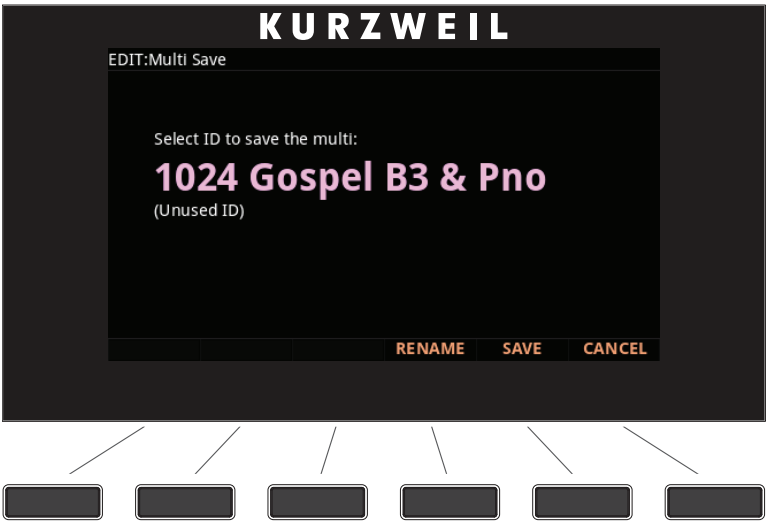 KURZWEIL
EDIT:Multi Save
Select ID to save the multi:
1024 Gospel B3 & Pno
(Unused ID)
RENAME SAVE CANCEL